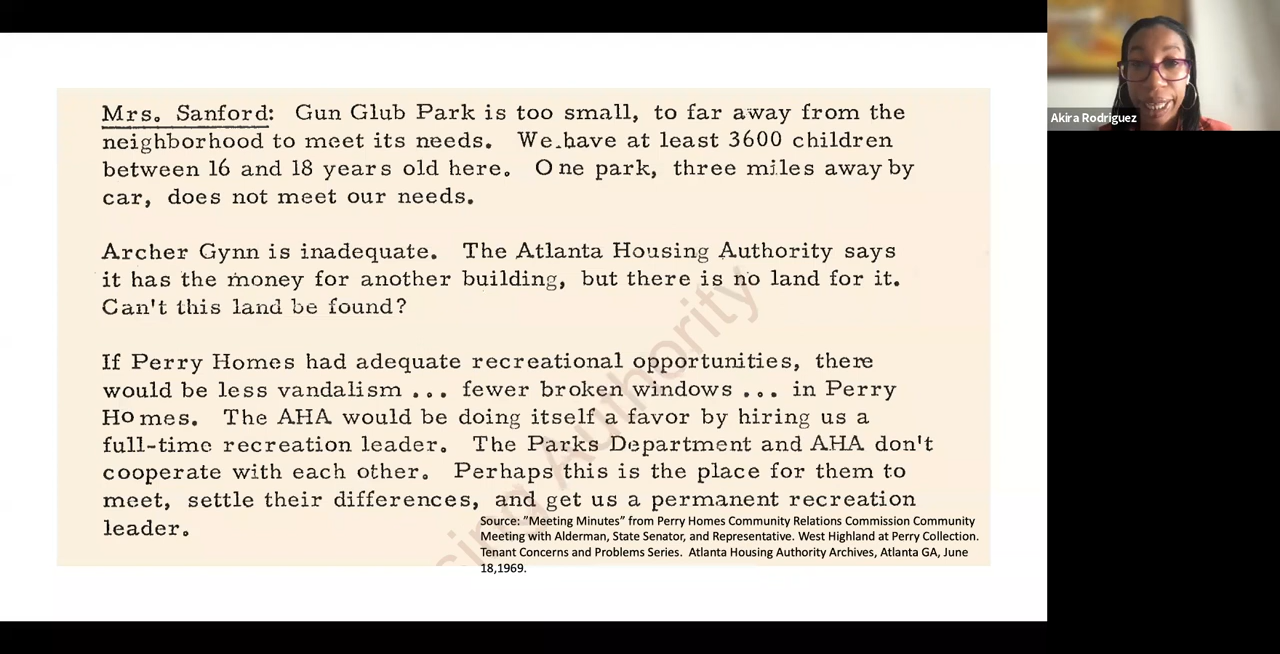 Mrs. Sanford: Gun Glub Park is too small, to far away from the
neighborhood to meet its needs. We have at least 3600 children
between 16 and 18 years old here. One park, three miles away by
car, does not meet our needs.
Archer Gynn is inadequate. The Atlanta Housing Authority says
it has the money for another building, but there is no land for it.
Can't this land be found?
If Perry Homes had adequate recreational opportunities, there
would be less vandalism ... fewer broken windows ... in Perry
Homes. The AHA would be doing itself a favor by hiring us a
full-time recreation leader. The Parks Department and AHA don't
cooperate with each other. Perhaps this is the place for them to
meet, settle their differences, and get us a permanent recreation
leader.
Source: "Meeting Minutes" from Perry Homes Community Relations Commission Community
Meeting with Alderman, State Senator, and Representative. West Highland at Perry Collection.
Tenant Concerns and Problems Series. Atlanta Housing Authority Archives, Atlanta GA, June
18,1969.
sing Authority
Akira Rodriguez